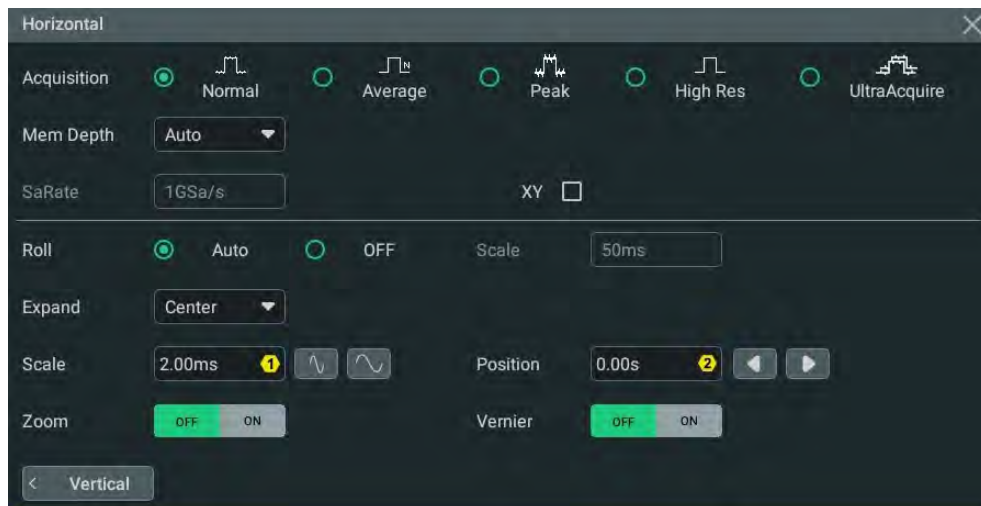 Horizontal
Acquisition Normal N Average Peak High Res UltraAcquire
Mem Depth Auto
SaRate 1GSa/s XY
Roll Auto OFF Scale 50ms
Expand Center
Scale 2.00ms 1 Position 0.00s 2
Zoom OFF ON Vernier OFF ON
< Vertical